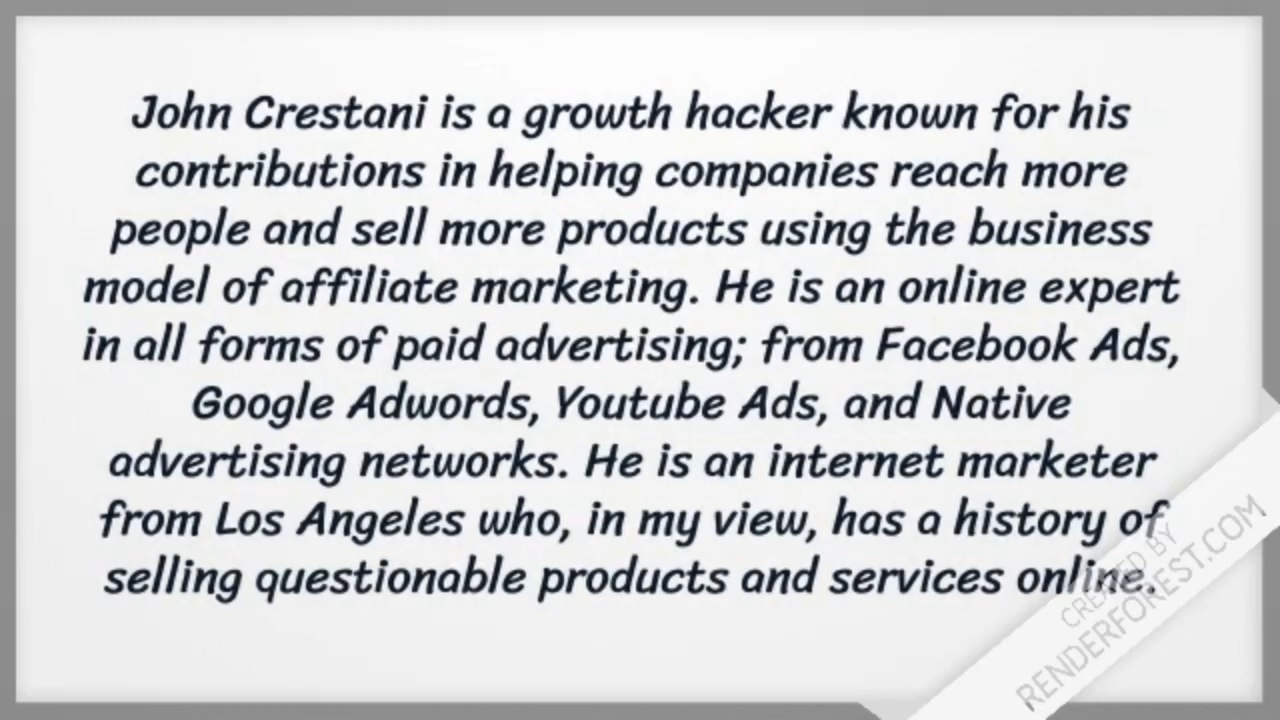 John Crestani is a growth hacker known for his
contributions in helping companies reach more
people and sell more products using the business
model of affiliate marketing. He is an online expert
in all forms of paid advertising; from Facebook Ads,
Google Adwords, Youtube Ads, and Native
advertising networks. He is an internet marketer
from Los Angeles who, in my view, has a history of
selling questionable products and services online.
CREATED BY
RENDERFOREST.COM